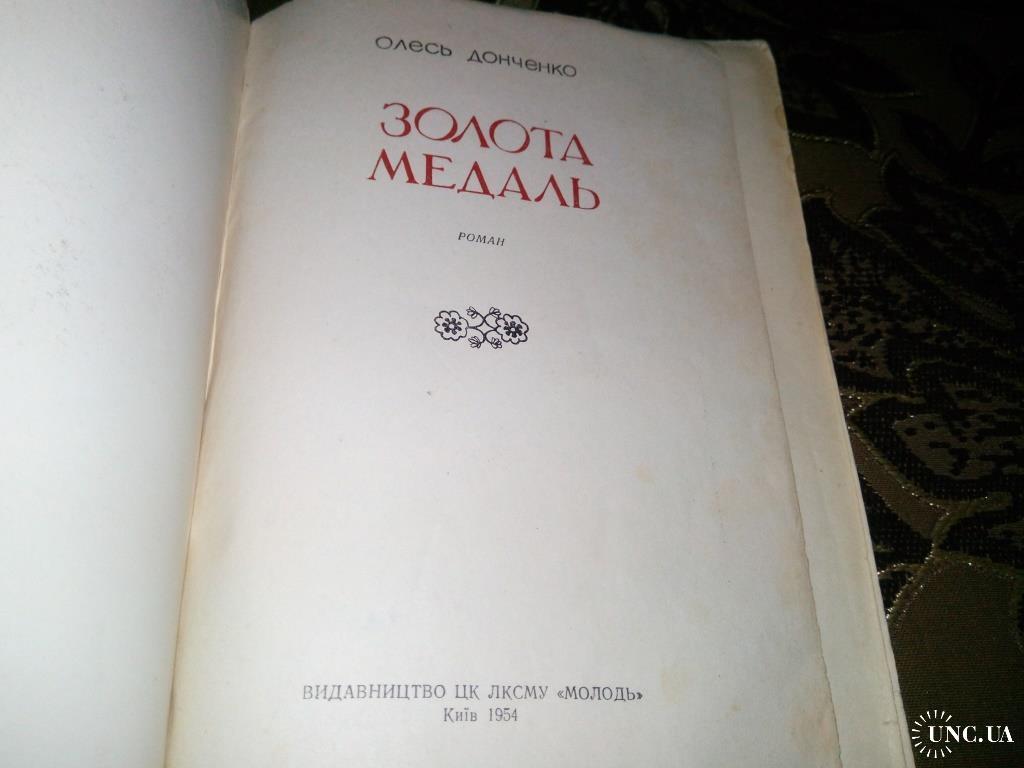 Олесь Донченко
ЗОЛОТА
МЕДАЛЬ
РОМАН
ВИДАВНИЦТВО ЦК ЛКСМУ «МОЛОДЬ»
Київ 1954
UNC.UA